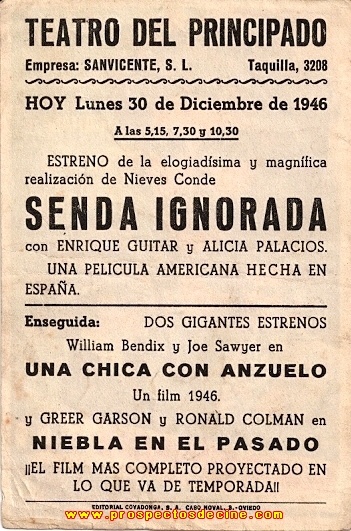 TEATRO DEL PRINCIPADO
Empresa: SANVICENTE, S. L. Taquilla, 3208
HOY Lunes 30 de Diciembre de 1946
A las 5,15, 7,30 y 10,30
ESTRENO de la elogiadísima y magnífica
realización de Nieves Conde
SENDA IGNORADA
con ENRIQUE GUITAR y ALICIA PALACIOS.
UNA PELICULA AMERICANA HECHA EN
ESPAÑA.
Enseguida: DOS GIGANTES ESTRENOS
William Bendix y Joe Sawyer en
UNA CHICA CON ANZUELO
Un film 1946.
y GREER GARSON y RONALD COLMAN en
NIEBLA EN EL PASADO
¡¡EL FILM MAS COMPLETO PROYECTADO EN
LO QUE VA DE TEMPORADA!!
EDITORIAL COVADONGA, S. A. CASO NOVAL, 8.-OVIEDO
www.prospectosdecine.com